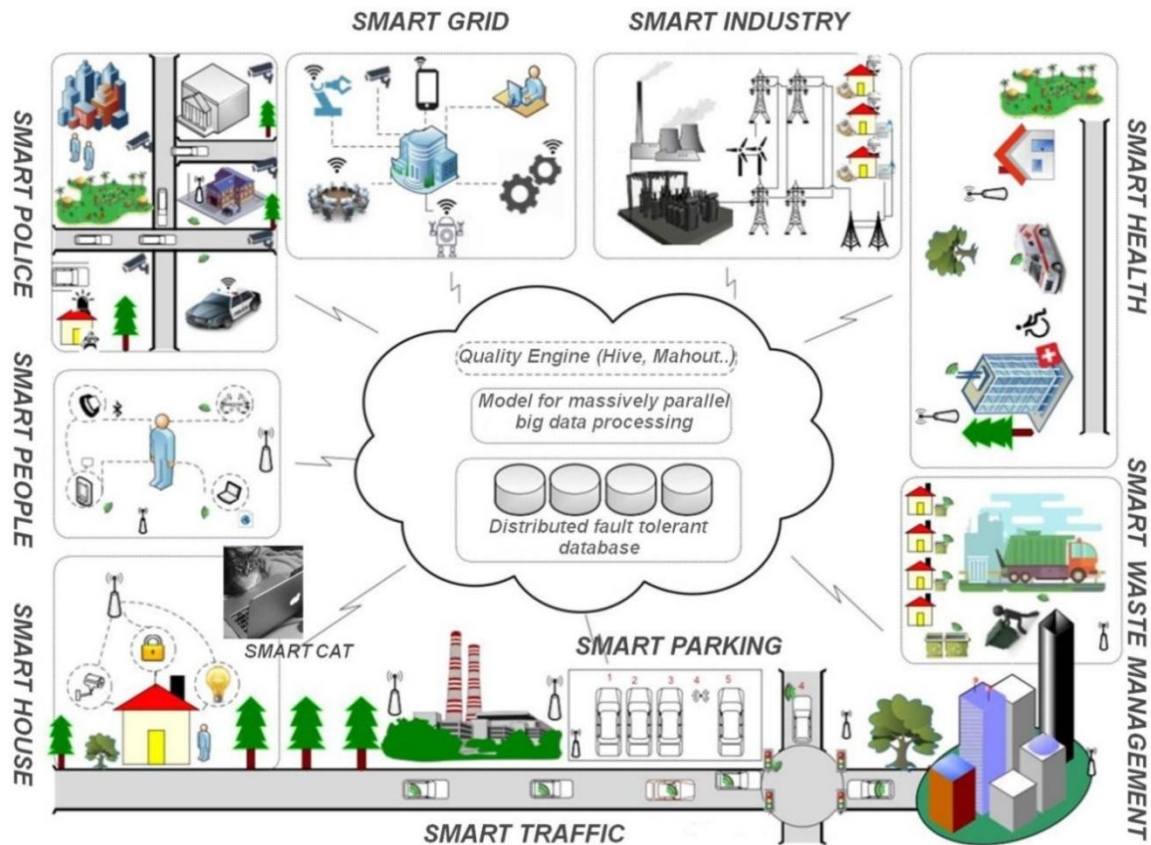 SMART GRID
SMART INDUSTRY
SMART POLICE
SMART HEALTH
Quality Engine (Hive, Mahout..)
Model for massively parallel
big data processing
Distributed fault tolerant
database
SMART PEOPLE
SMART WASTE MANAGEMENT
SMART HOUSE
SMART CAT
SMART PARKING
1 2 3 4 5
4
SMART TRAFFIC